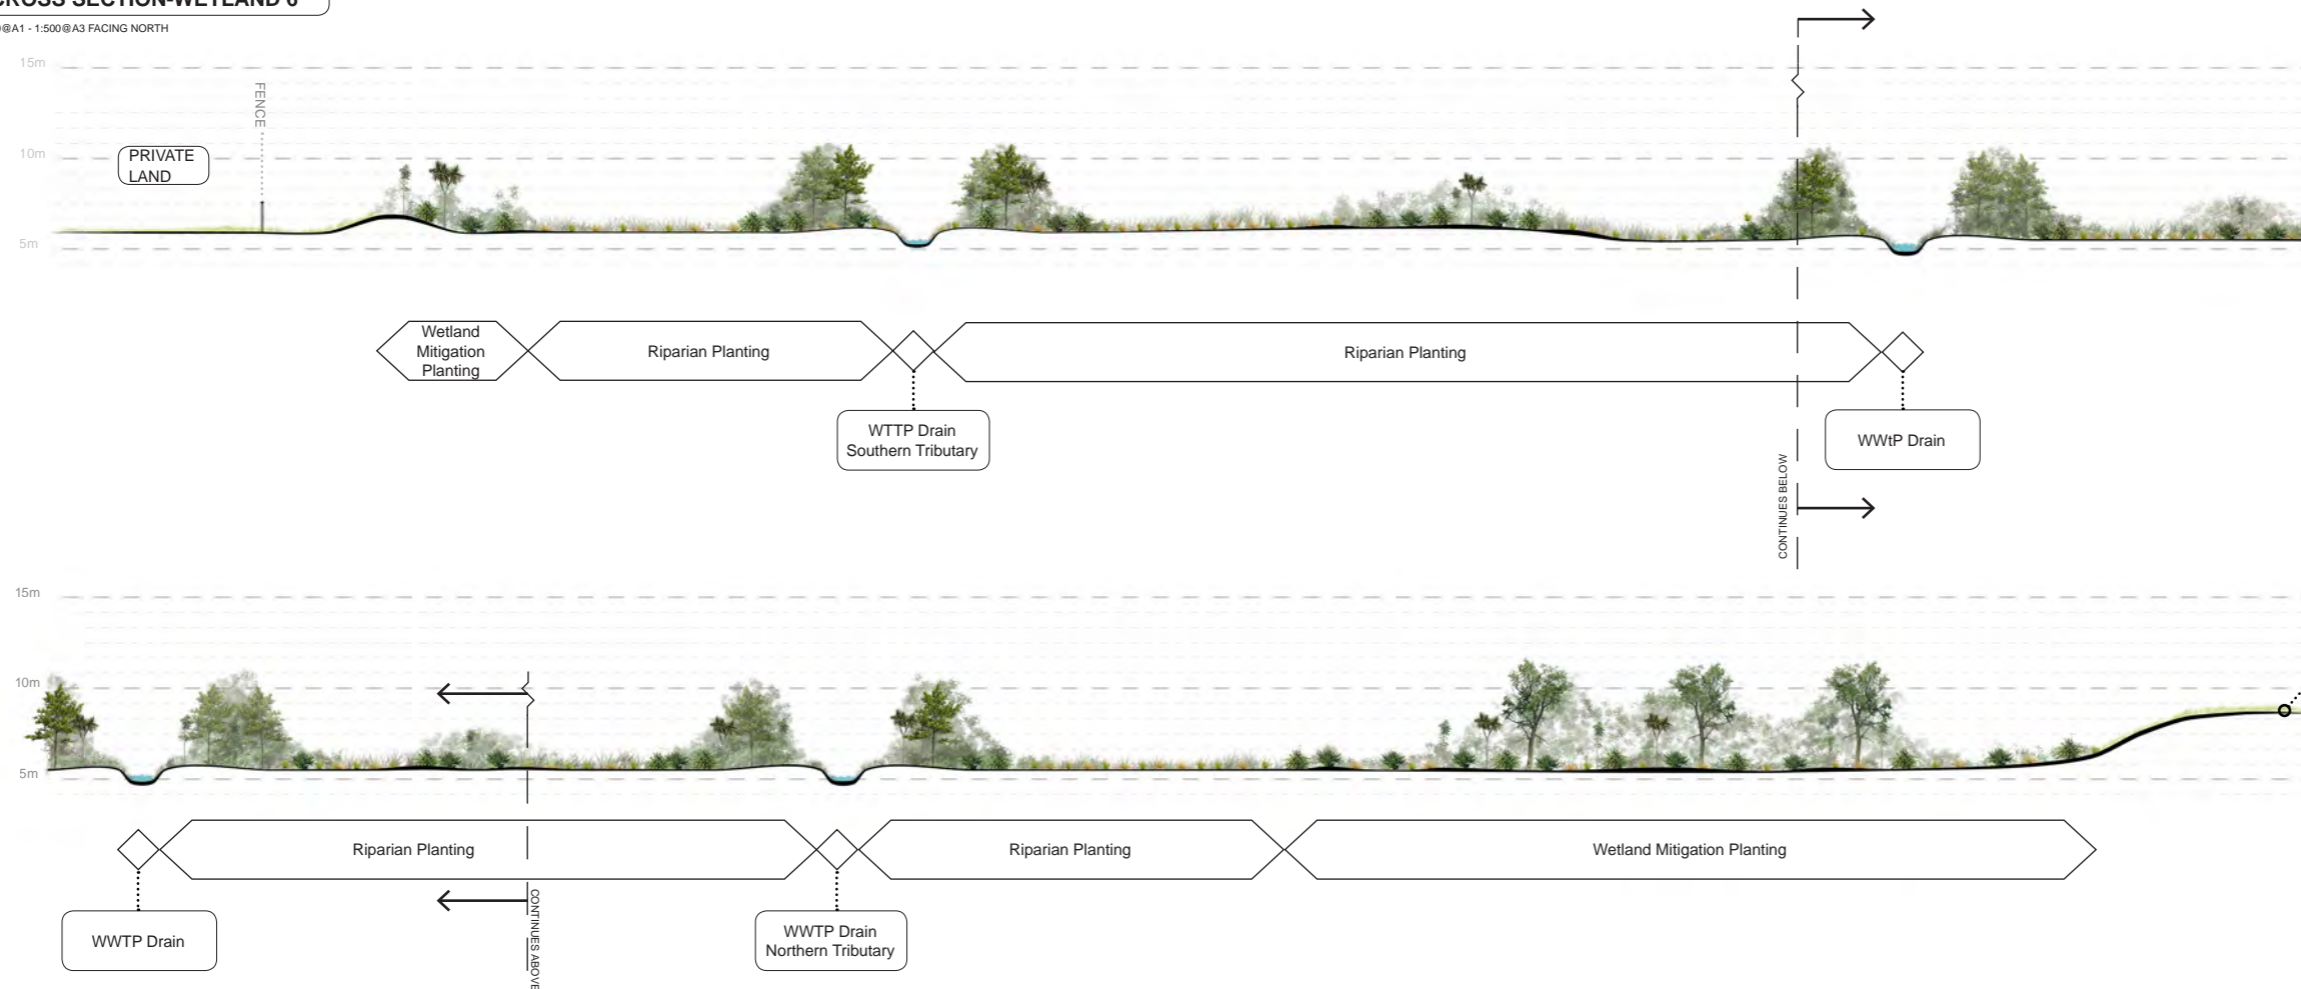 CROSS SECTION-WETLAND 6
@A1 - 1:500@A3 FACING NORTH
15m
FENCE
10m
PRIVATE
LAND
5m
Wetland
Mitigation
Planting
Riparian Planting
Riparian Planting
WTTP Drain
Southern Tributary
WWtP Drain
CONTINUES BELOW
15m
10m
5m
Riparian Planting
Riparian Planting
Wetland Mitigation Planting
WWTP Drain
CONTINUES ABOVE
WWTP Drain
Northern Tributary